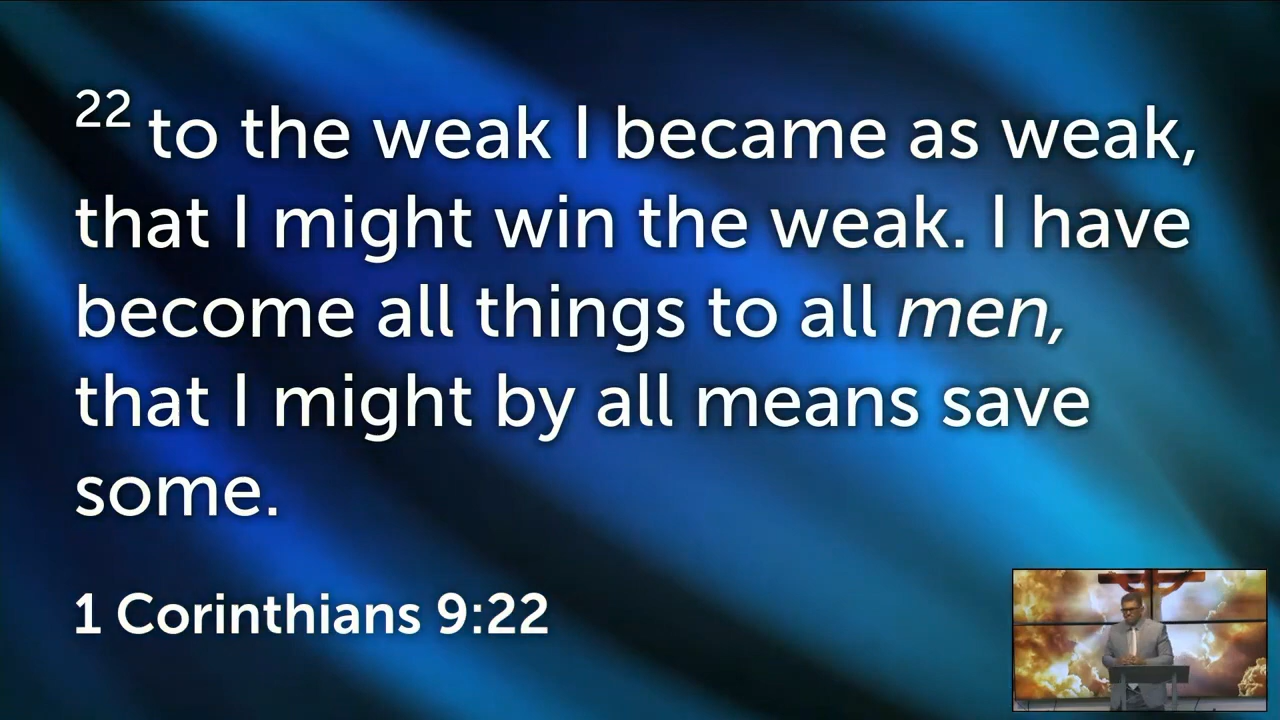 22 to the weak I became as weak,
that I might win the weak. I have
become all things to all men,
that I might by all means save
some.
1 Corinthians 9:22